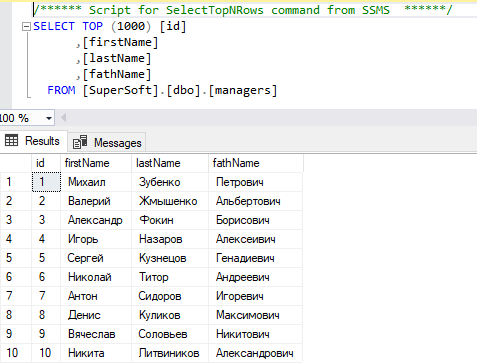 /****** Script for SelectTopNRows command from SSMS  ******/
SELECT TOP (1000) [id]
,[firstName]
,[lastName]
,[fathName]
FROM [SuperSoft].[dbo].[managers]
100 %
Results Messages
id firstName lastName fathName
1 1 Михаил Зубенко Петрович
2 2 Валерий Жмышенко Альбертович
3 3 Александр Фокин Борисович
4 4 Игорь Назаров Алексеивич
5 5 Сергей Кузнецов Генадиевич
6 6 Николай Титор Андреевич
7 7 Антон Сидоров Игоревич
8 8 Денис Куликов Максимович
9 9 Вячеслав Соловьев Никитович
10 10 Никита Литвиников Александрович